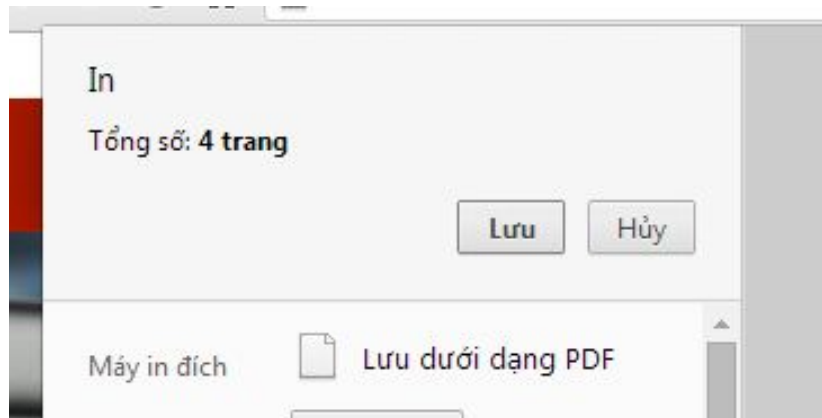 In
Tổng số: 4 trang
Lưu
Hủy
Máy in đích
Lưu dưới dạng PDF